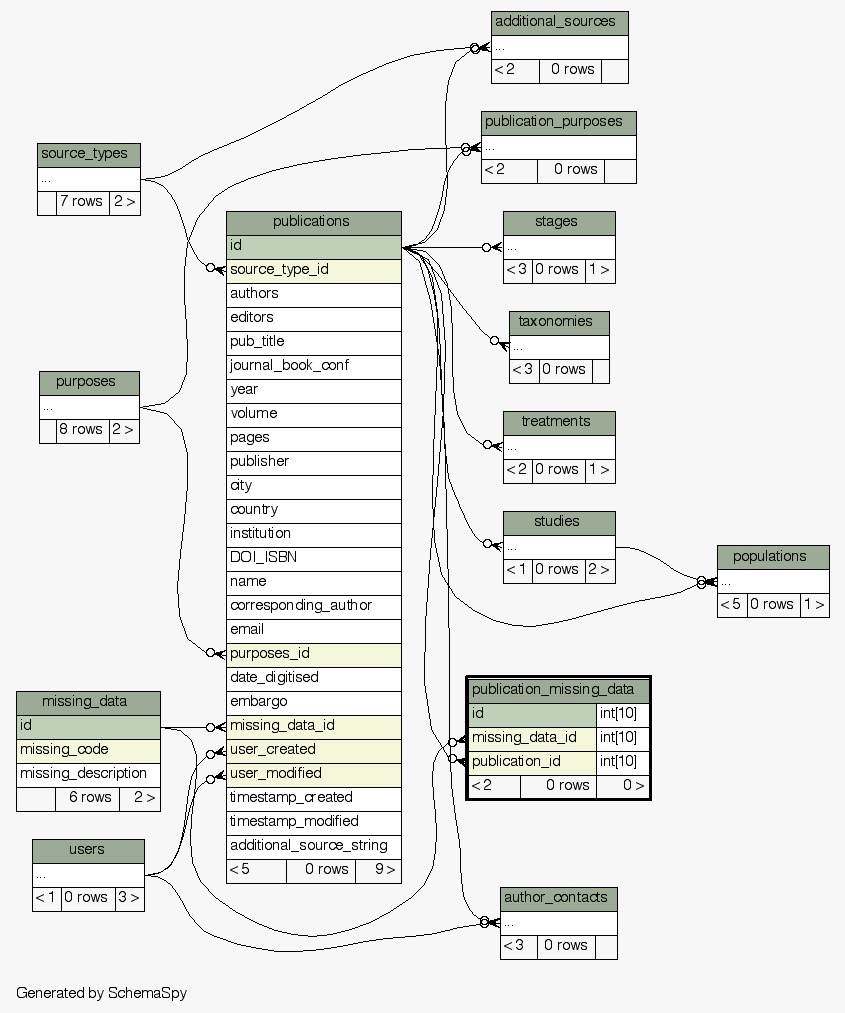 additional_sources
...
< 2 0 rows
publication_purposes
...
< 2 0 rows
source_types
...
7 rows 2 >
publications
id
source_type_id
authors
editors
pub_title
journal_book_conf
year
volume
pages
publisher
city
country
institution
DOI_ISBN
name
corresponding_author
email
purposes_id
date_digitised
embargo
missing_data_id
user_created
user_modified
timestamp_created
timestamp_modified
additional_source_string
< 5 0 rows 9 >
stages
...
< 3 0 rows 1 >
taxonomies
...
< 3 0 rows
purposes
...
8 rows 2 >
treatments
...
< 2 0 rows 1 >
studies
...
< 1 0 rows 2 >
populations
...
< 5 0 rows 1 >
publication_missing_data
id int[10]
missing_data_id int[10]
publication_id int[10]
< 2 0 rows 0 >
missing_data
id
missing_code
missing_description
6 rows 2 >
users
...
< 1 0 rows 3 >
author_contacts
...
< 3 0 rows
Generated by SchemaSpy